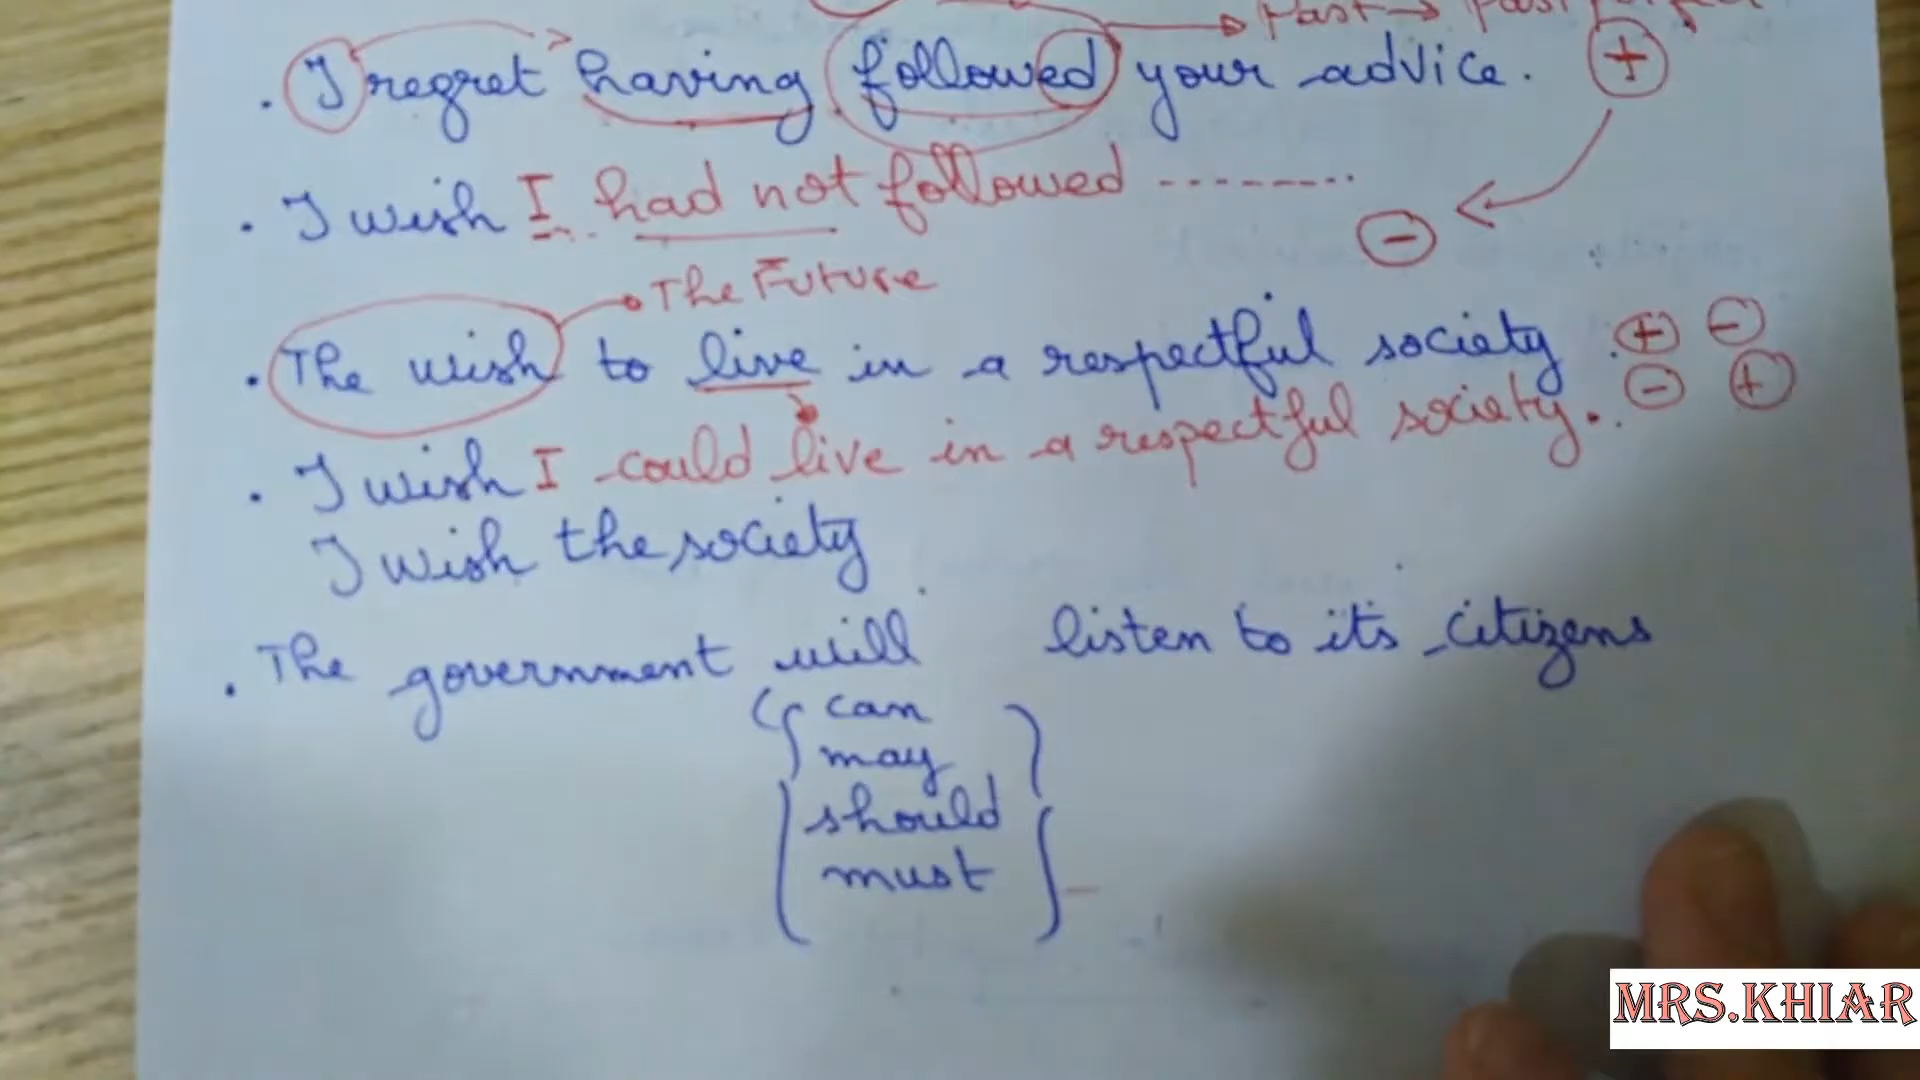 Past → Past
. I regret having followed your advice. +
. I wish I had not followed --------
-
The Future
. The wish to live in a respectful society. + -
- +
. I wish I could live in a respectful society.
I wish the society
. The government will listen to its citizens
can
may
should
must
MRS.KHIAR